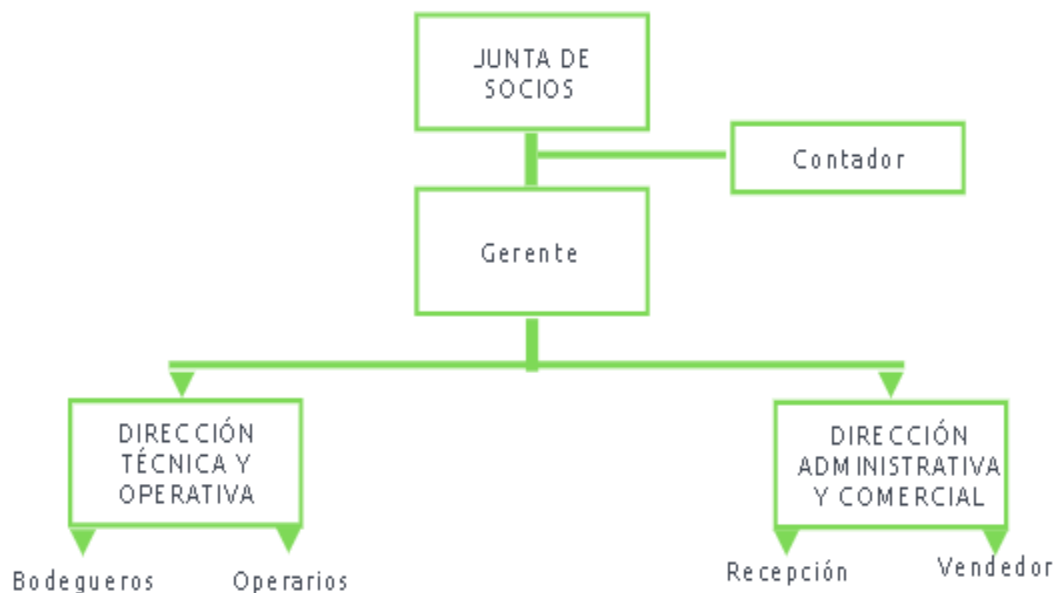 JUNTA DE
SOCIOS
Contador
Gerente
DIRECCIÓN
TÉCNICA Y
OPERATIVA
DIRECCIÓN
ADMINISTRATIVA
Y COMERCIAL
Bodegueros
Operarios
Recepción
Vendedor